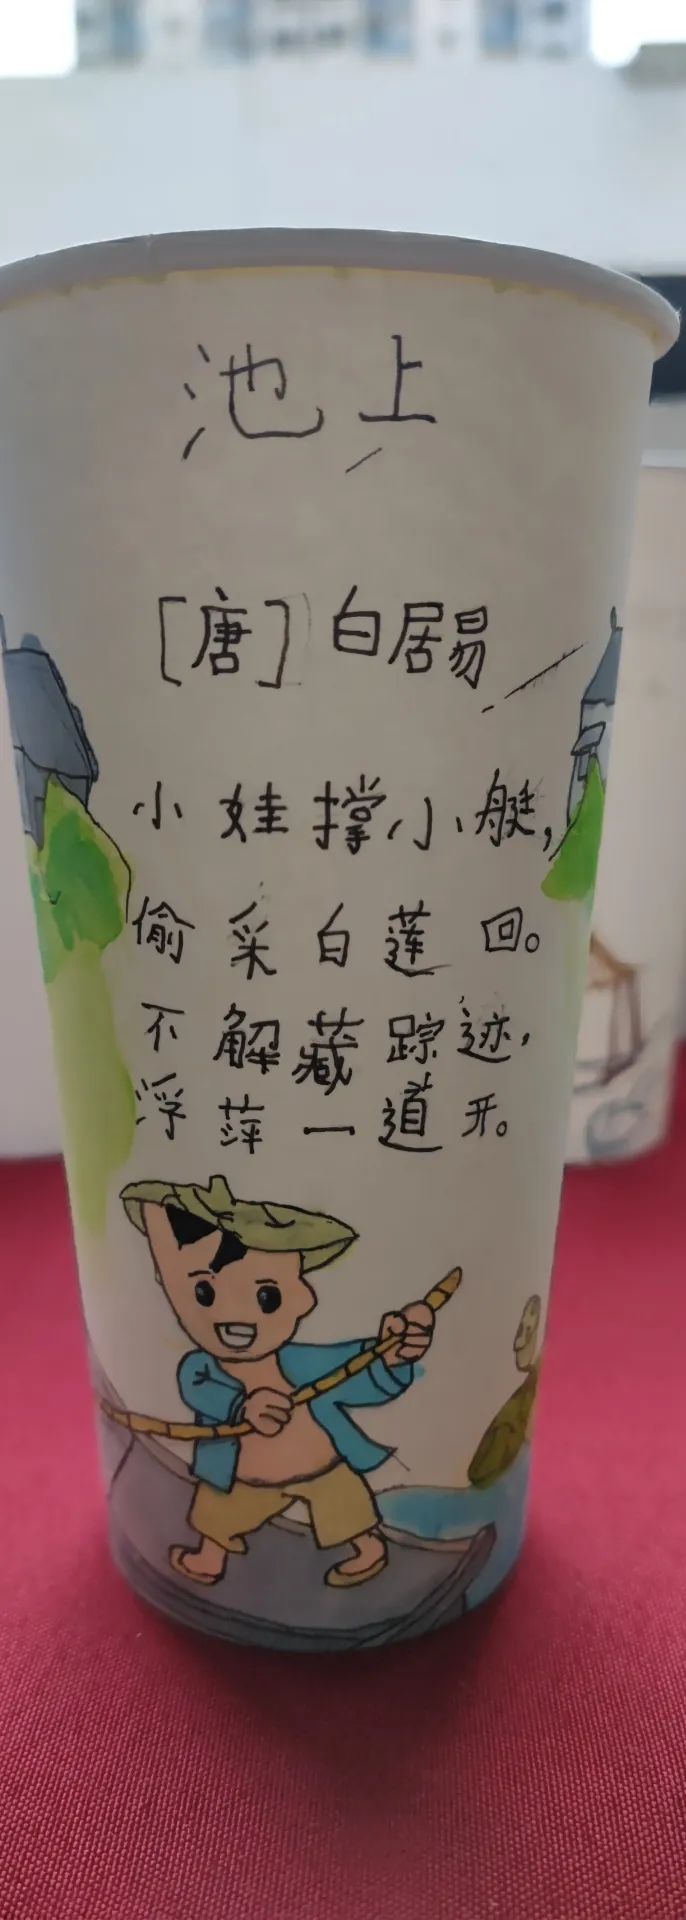 池上
[唐] 白居易
小娃撑小艇，
偷采白莲回。
不解藏踪迹，
浮萍一道开。